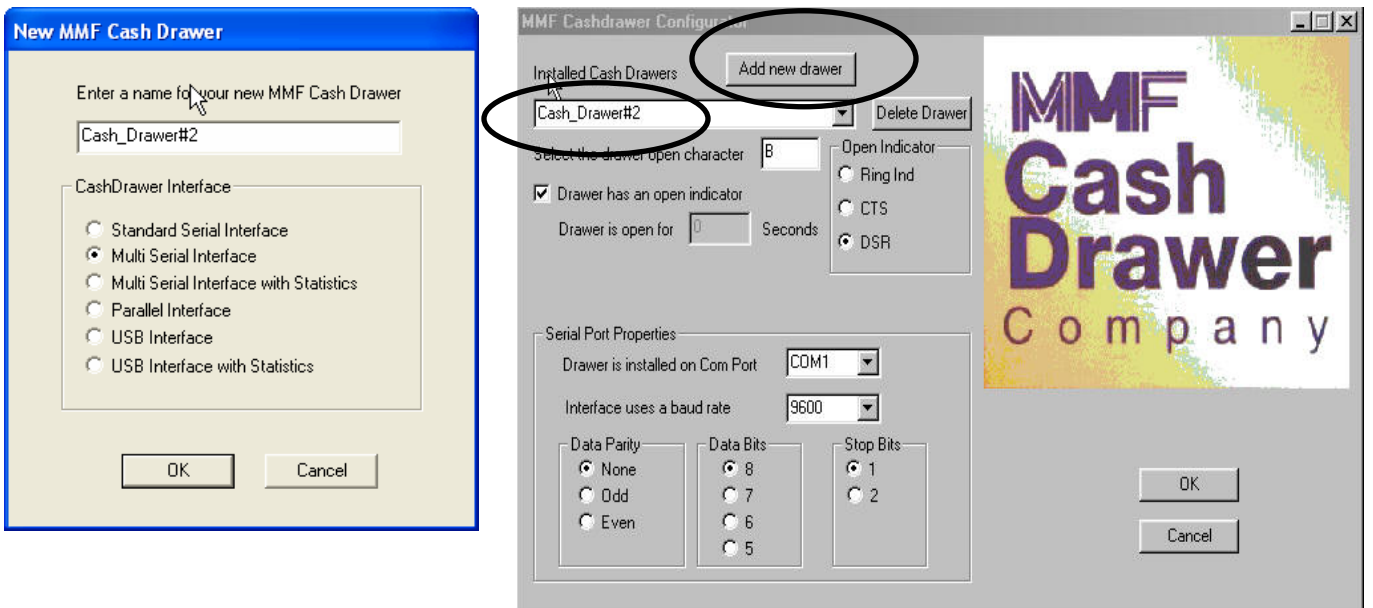 New MMF Cash Drawer
Enter a name for your new MMF Cash Drawer
Cash_Drawer#2
CashDrawer Interface
Standard Serial Interface
Multi Serial Interface
Multi Serial Interface with Statistics
Parallel Interface
USB Interface
USB Interface with Statistics
OK Cancel
MMF Cashdrawer Configurator
Installed Cash Drawers Add new drawer
Cash_Drawer#2 Delete Drawer
Select the drawer open character B
Drawer has an open indicator
Drawer is open for 0 Seconds
Open Indicator
Ring Ind
CTS
DSR
Serial Port Properties
Drawer is installed on Com Port COM1
Interface uses a baud rate 9600
Data Parity
None
Odd
Even
Data Bits
8
7
6
5
Stop Bits
1
2
MMF
Cash
Drawer
Company
OK
Cancel